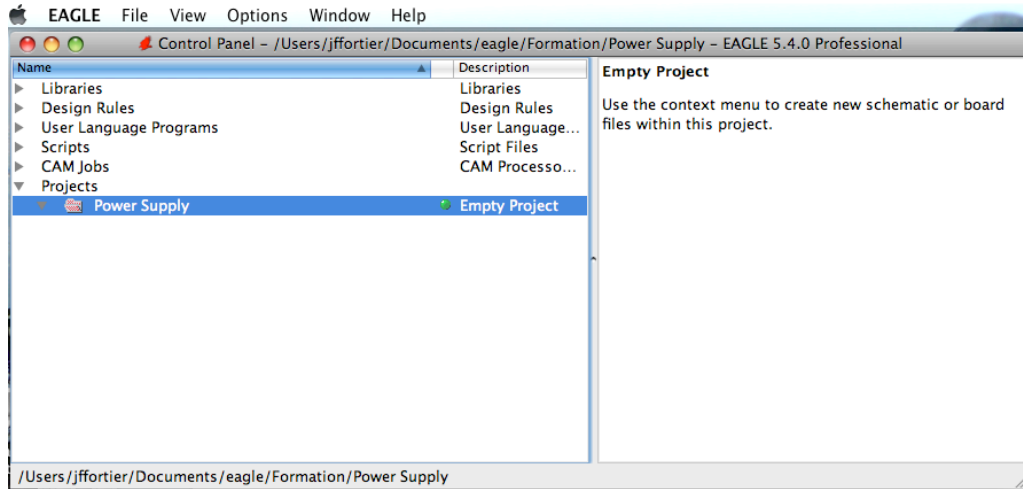 EAGLE File View Options Window Help
Control Panel – /Users/jffortier/Documents/eagle/Formation/Power Supply – EAGLE 5.4.0 Professional
Name Description
Libraries Libraries
Design Rules Design Rules
User Language Programs User Language...
Scripts Script Files
CAM Jobs CAM Processo...
Projects
Power Supply Empty Project
Empty Project
Use the context menu to create new schematic or board
files within this project.
/Users/jffortier/Documents/eagle/Formation/Power Supply